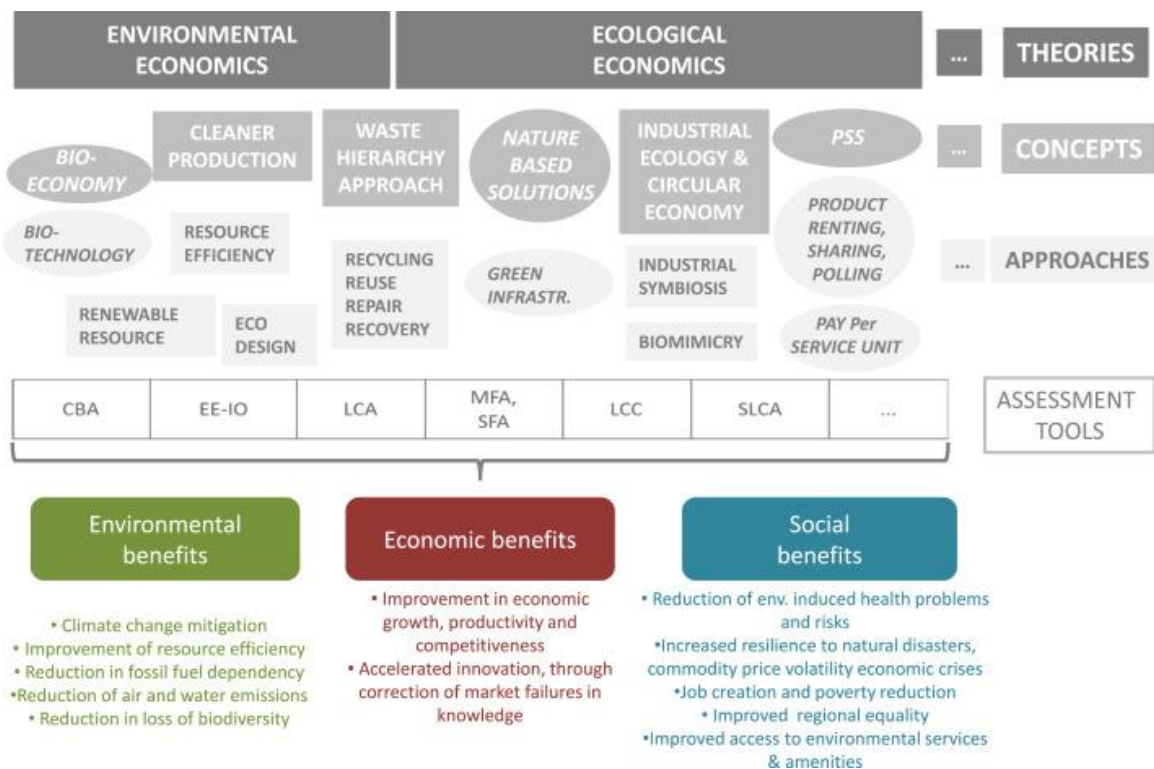 ENVIRONMENTAL
ECONOMICS
ECOLOGICAL
ECONOMICS
...
THEORIES
BIO-
ECONOMY
CLEANER
PRODUCTION
WASTE
HIERARCHY
APPROACH
NATURE
BASED
SOLUTIONS
INDUSTRIAL
ECOLOGY &
CIRCULAR
ECONOMY
PSS
...
CONCEPTS
BIO-
TECHNOLOGY
RESOURCE
EFFICIENCY
RENEWABLE
RESOURCE
ECO
DESIGN
RECYCLING
REUSE
REPAIR
RECOVERY
GREEN
INFRASTR.
INDUSTRIAL
SYMBIOSIS
BIOMIMICRY
PRODUCT
RENTING,
SHARING,
POLLING
PAY Per
SERVICE UNIT
...
APPROACHES
CBA
EE-IO
LCA
MFA,
SFA
LCC
SLCA
...
ASSESSMENT
TOOLS
Environmental
benefits
• Climate change mitigation
• Improvement of resource efficiency
• Reduction in fossil fuel dependency
•Reduction of air and water emissions
• Reduction in loss of biodiversity
Economic benefits
• Improvement in economic
growth, productivity and
competitiveness
• Accelerated innovation, through
correction of market failures in
knowledge
Social
benefits
• Reduction of env. induced health problems
and risks
•Increased resilience to natural disasters,
commodity price volatility economic crises
• Job creation and poverty reduction
• Improved regional equality
•Improved access to environmental services
& amenities